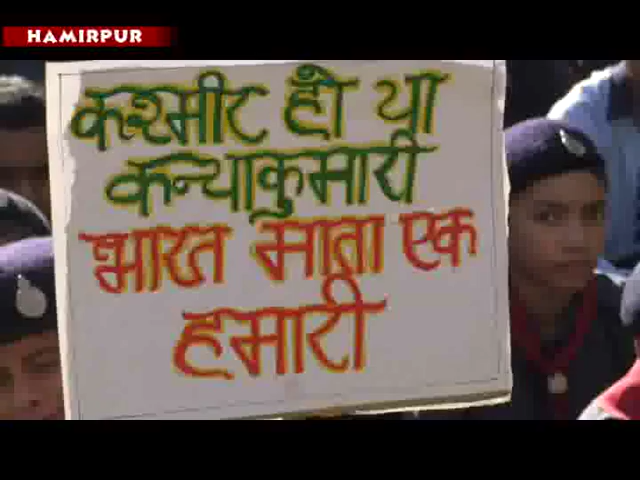 HAMIRPUR
कश्मीर हो या
कन्याकुमारी
भारत माता एक
हमारी